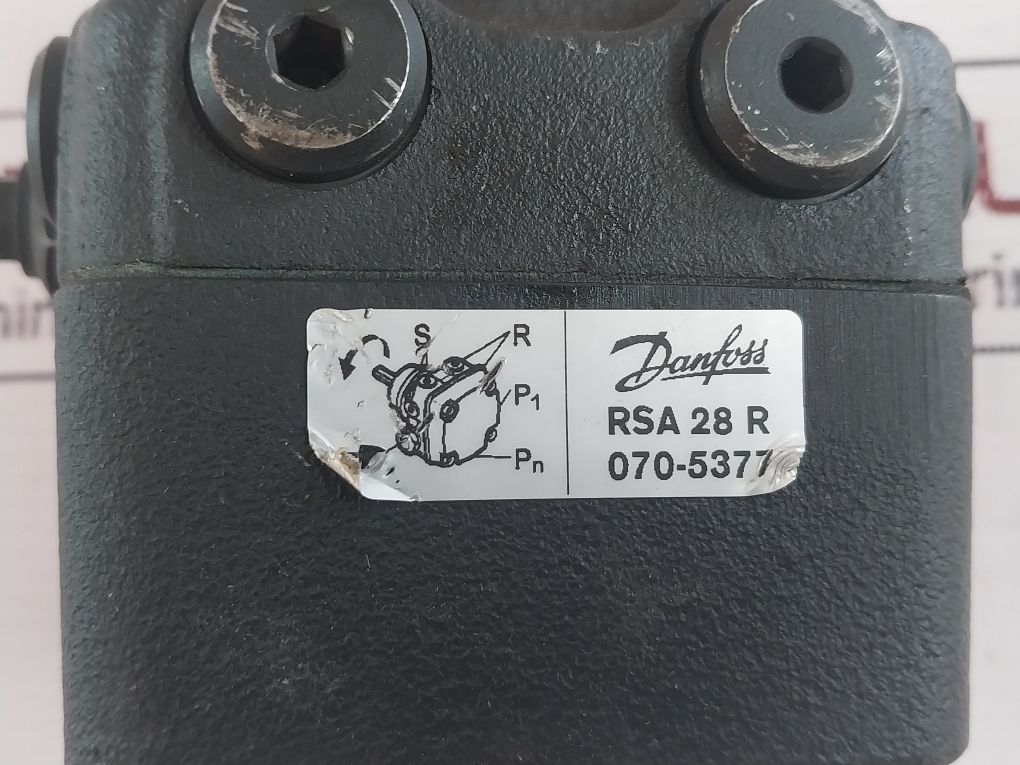 S R
P1
Pn
Danfoss
RSA 28 R
070-5377